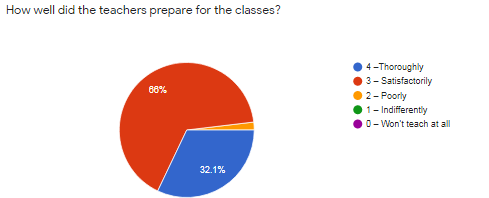 How well did the teachers prepare for the classes?
66%
32.1%
4 –Thoroughly
3 – Satisfactorily
2 – Poorly
1 – Indifferently
0 – Won't teach at all